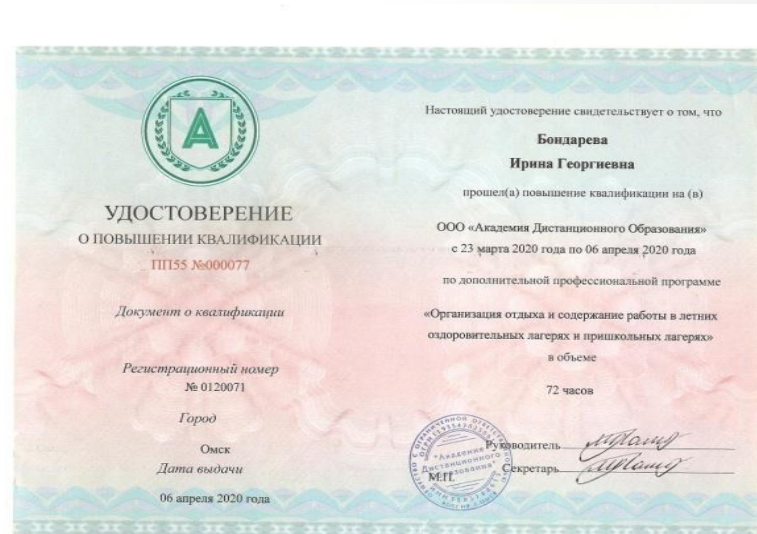 А
УДОСТОВЕРЕНИЕ
О ПОВЫШЕНИИ КВАЛИФИКАЦИИ
ПП55 №000077
Документ о квалификации
Регистрационный номер
№ 0120071
Город
Омск
Дата выдачи
06 апреля 2020 года
Настоящий удостоверение свидетельствует о том, что
Бондарева
Ирина Георгиевна
прошел(а) повышение квалификации на (в)
ООО «Академия Дистанционного Образования»
с 23 марта 2020 года по 06 апреля 2020 года
по дополнительной профессиональной программе
«Организация отдыха и содержание работы в летних
оздоровительных лагерях и пришкольных лагерях»
в объеме
72 часов
Руководитель
Секретарь
М.П.
"Академия
Дистанционного
Образования"